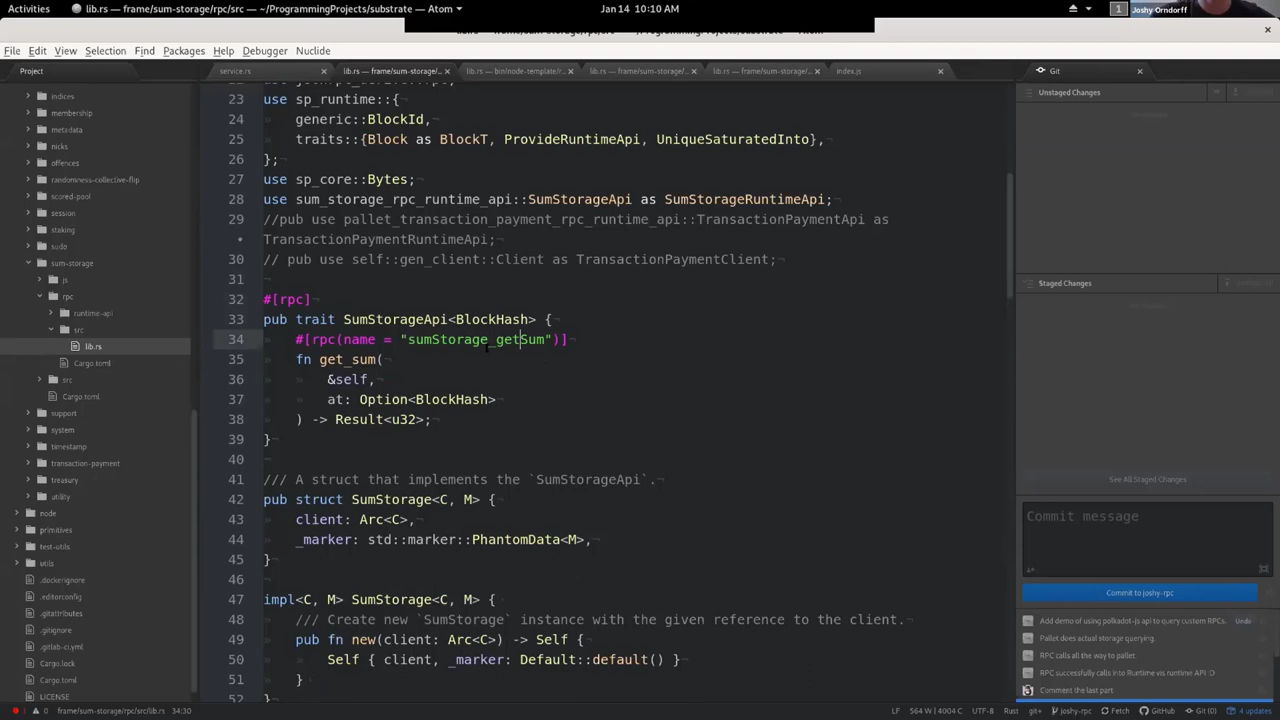 Activities
lib.rs — frame/sum-storage/rpc/src — ~/ProgrammingProjects/substrate — Atom
Jan 14 10:10 AM
1
Joshy Orndorff
File Edit View Selection Find Packages Help Debugger Nuclide
Project
service.rs
lib.rs — frame/sum-storage/...
lib.rs — bin/node-template/r...
lib.rs — frame/sum-storage/...
lib.rs — frame/sum-storage/...
index.js
Git
indices
membership
metadata
nicks
offences
randomness-collective-flip
scored-pool
session
staking
sudo
sum-storage
js
rpc
runtime-api
src
lib.rs
Cargo.toml
src
Cargo.toml
support
system
timestamp
transaction-payment
treasury
utility
node
primitives
test-utils
utils
.dockerignore
.editorconfig
.gitattributes
.gitignore
.gitlab-ci.yml
Cargo.lock
Cargo.toml
LICENSE
23 use sp_runtime::{
24 generic::BlockId,
25 traits::{Block as BlockT, ProvideRuntimeApi, UniqueSaturatedInto},
26 };
27 use sp_core::Bytes;
28 use sum_storage_rpc_runtime_api::SumStorageApi as SumStorageRuntimeApi;
29 //pub use pallet_transaction_payment_rpc_runtime_api::TransactionPaymentApi as
• TransactionPaymentRuntimeApi;
30 // pub use self::gen_client::Client as TransactionPaymentClient;
31
32 #[rpc]
33 pub trait SumStorageApi<BlockHash> {
34 #[rpc(name = "sumStorage_getSum")]
35 fn get_sum(
36 &self,
37 at: Option<BlockHash>
38 ) -> Result<u32>;
39 }
40
41 /// A struct that implements the `SumStorageApi`.
42 pub struct SumStorage<C, M> {
43 client: Arc<C>,
44 _marker: std::marker::PhantomData<M>,
45 }
46
47 impl<C, M> SumStorage<C, M> {
48 /// Create new `SumStorage` instance with the given reference to the client.
49 pub fn new(client: Arc<C>) -> Self {
50 Self { client, _marker: Default::default() }
51 }
52
Unstaged Changes
Staged Changes
See All Staged Changes
Commit message
Commit to joshy-rpc
Add demo of using polkadot-js api to query custom RPCs. Undo
Pallet does actual storage querying.
RPC calls all the way to pallet.
RPC successfully calls into Runtime vis runtime API :D
Comment the last part
0 frame/sum-storage/rpc/src/lib.rs 34:30
LF 564 W | 4004 C UTF-8 Rust git+ joshy-rpc Fetch GitHub Git (0) 4 updates